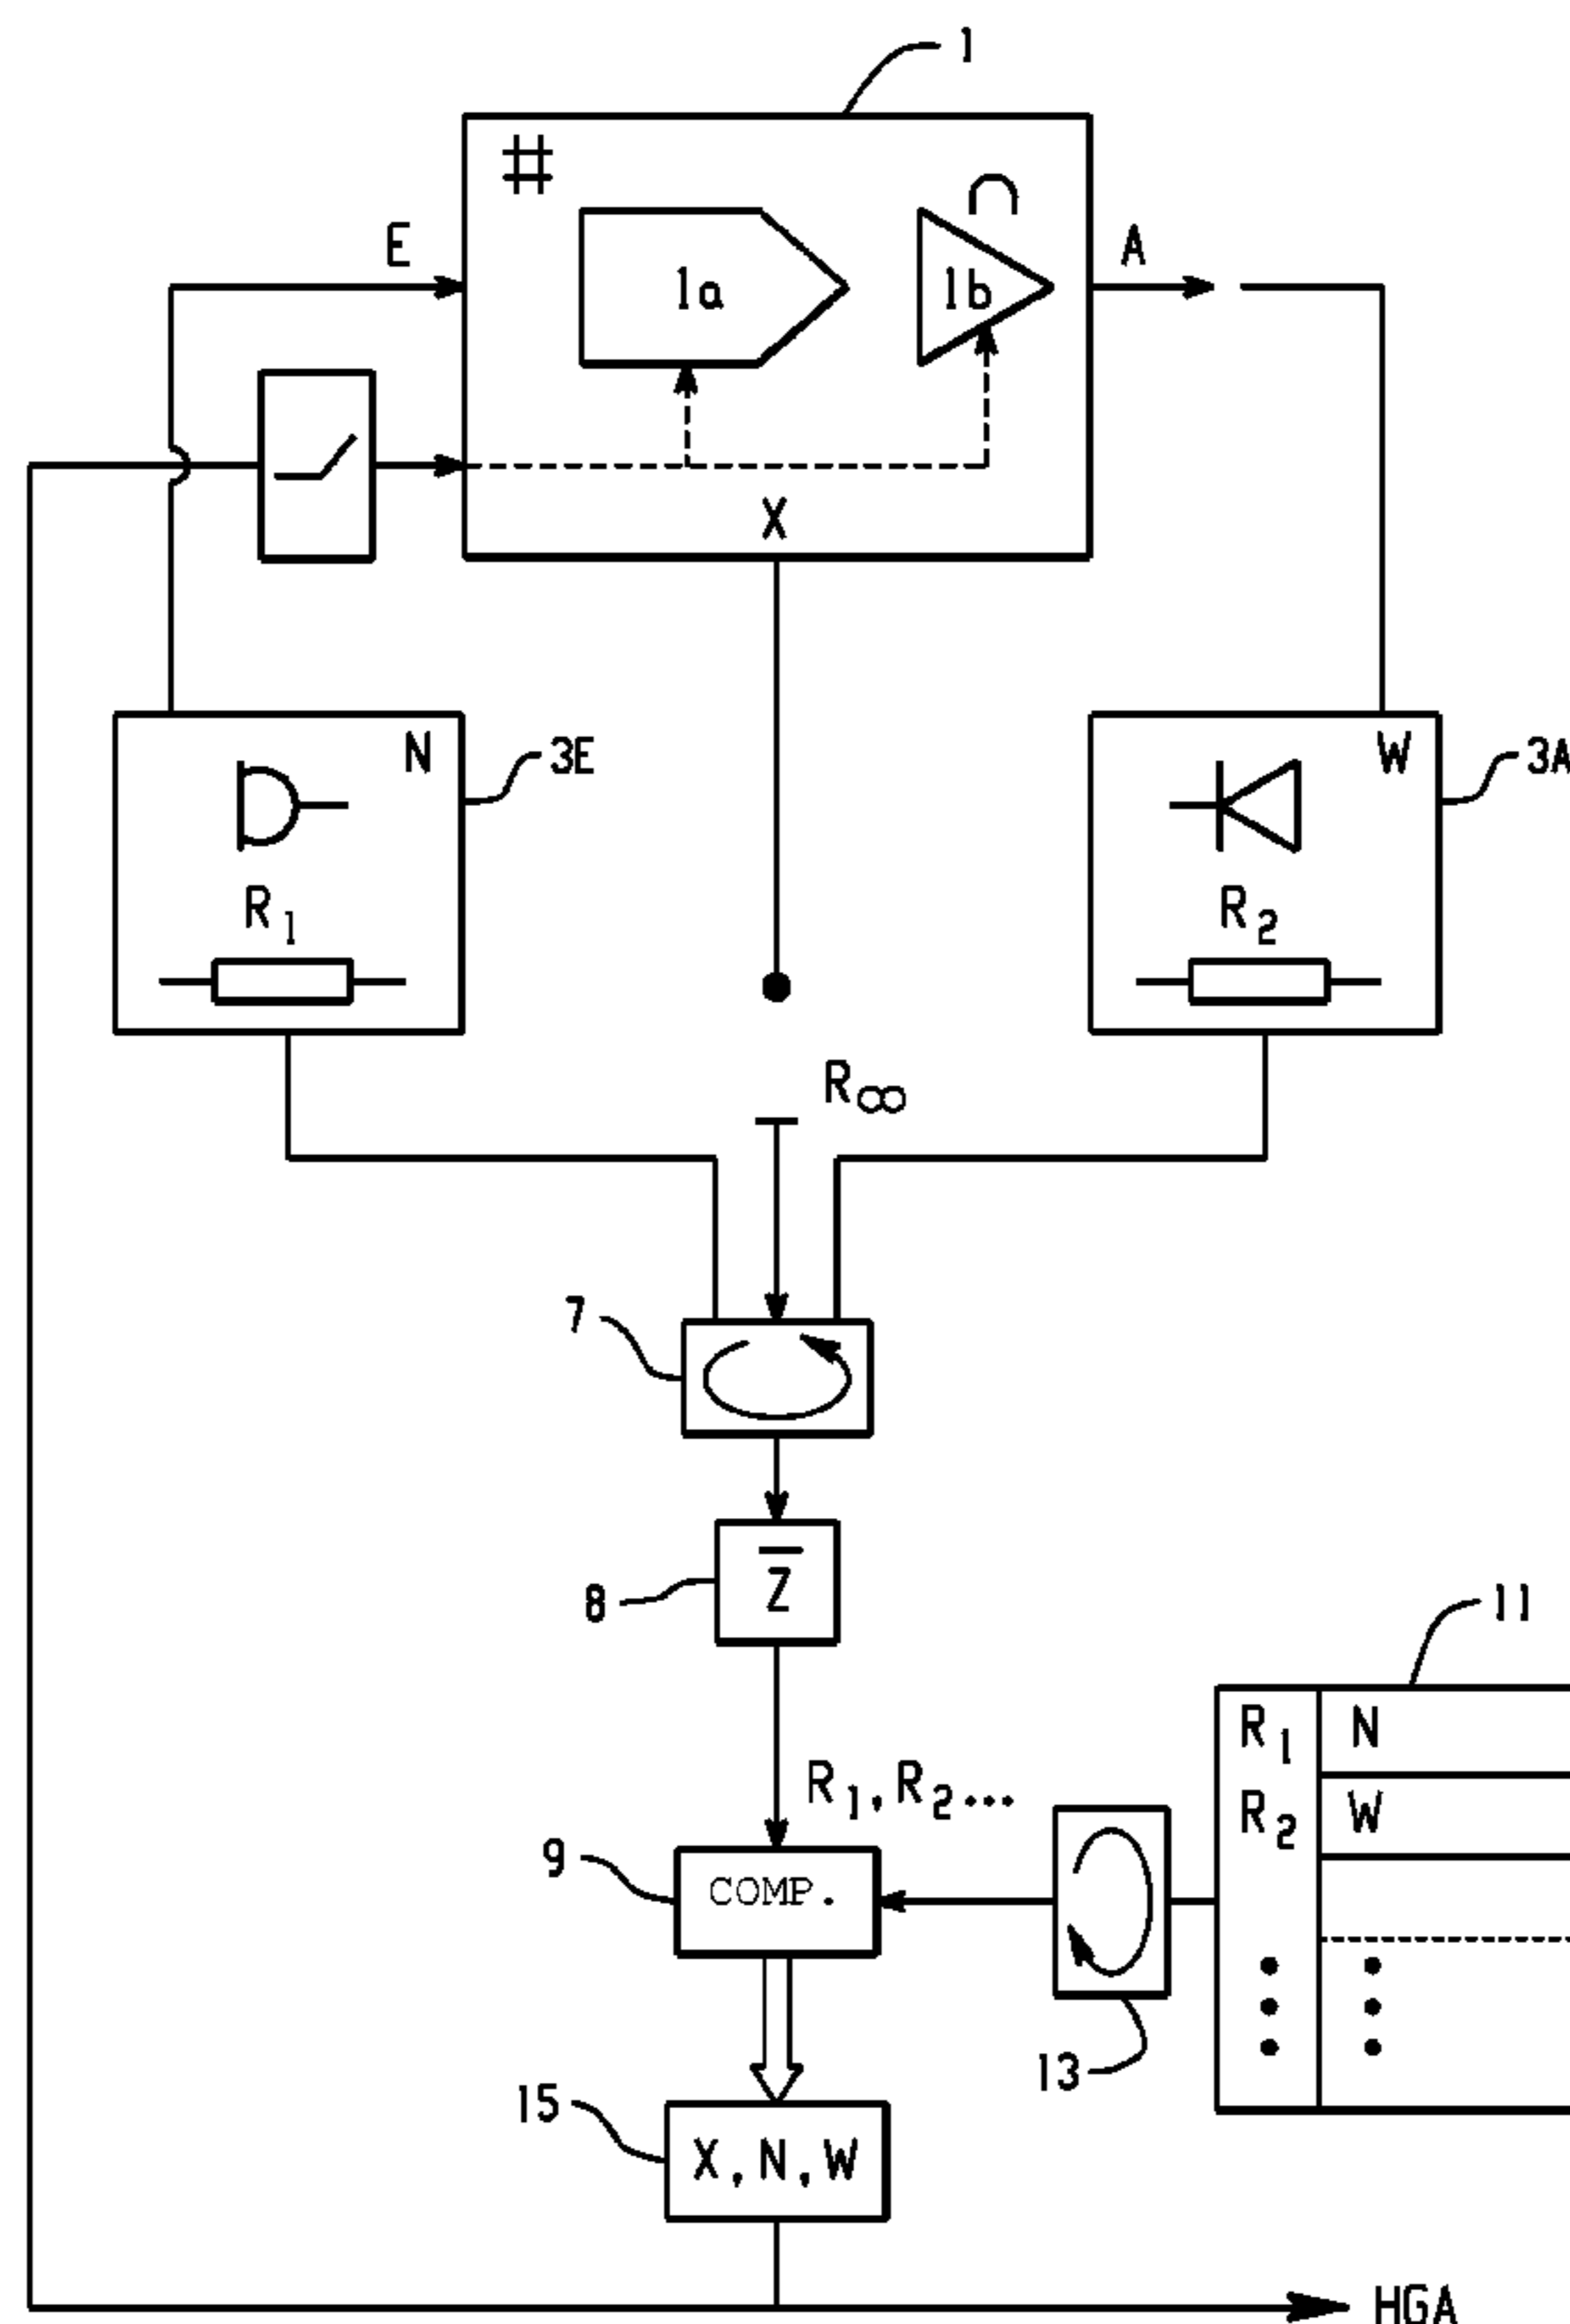 1
#
E
1a
1b
A
X
N
3E
W
3A
R1
R2
R∞
7
Z̅
8
11
R1 N
R1, R2...
R2 W
9
COMP.
13
15
X, N, W
HGA